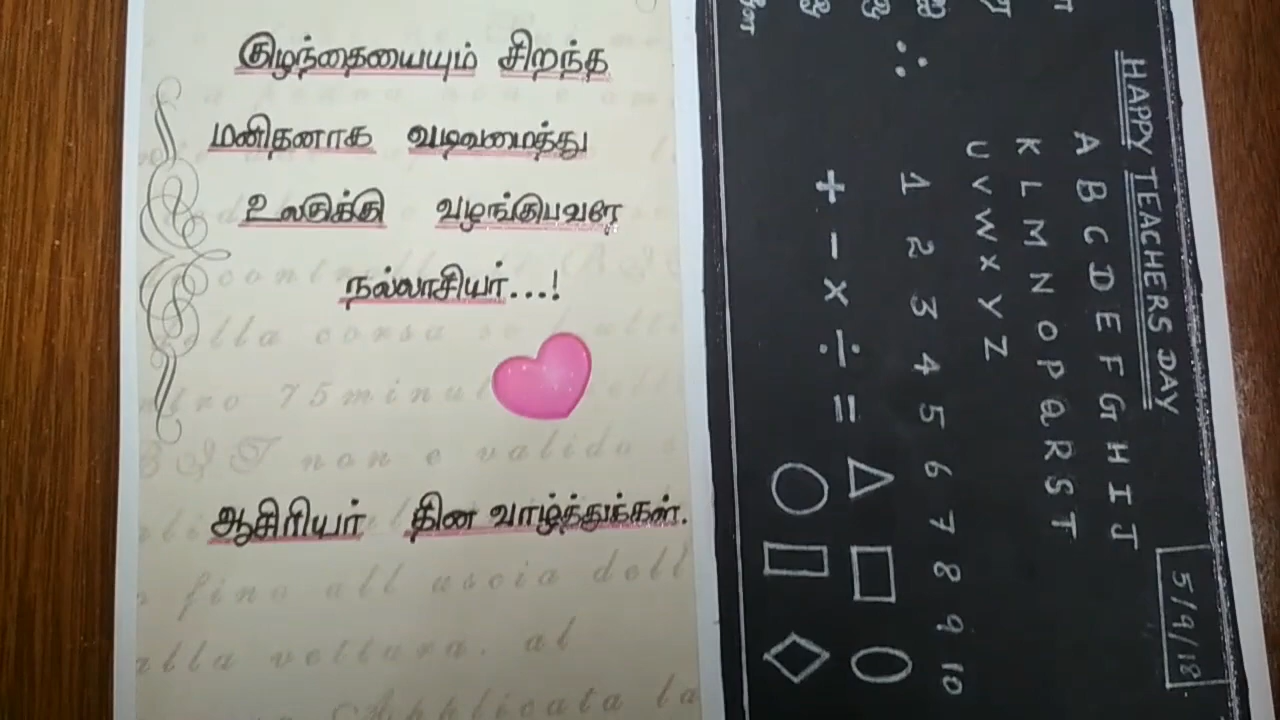 குழந்தையையும் சிறந்த
மனிதனாக வடிவமைத்து
உலகுக்கு வழங்குபவரே
நல்லாசிரியர்...!
ஆசிரியர் தின வாழ்த்துக்கள்.
HAPPY TEACHERS DAY
5/9/18
A B C D E F G H I J
K L M N O P Q R S T
U V W X Y Z
1 2 3 4 5 6 7 8 9 10
+ - × ÷ =